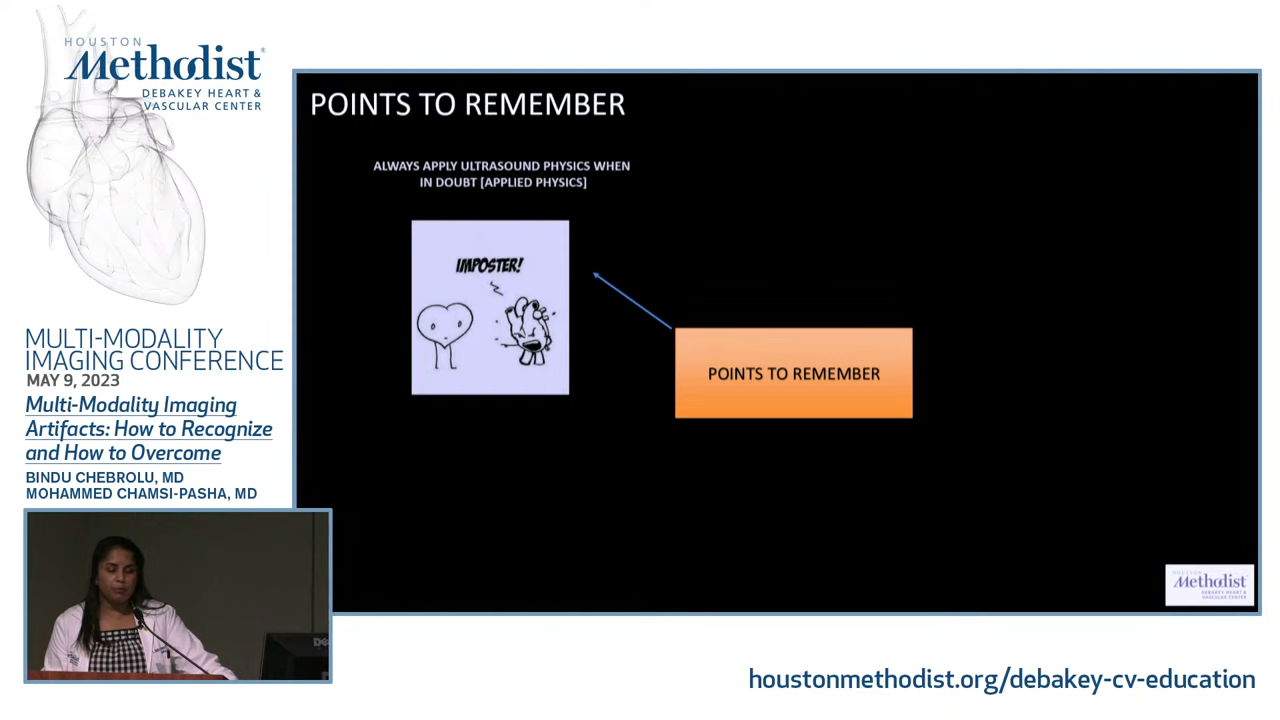 HOUSTON
Methodist
DEBAKEY HEART &
VASCULAR CENTER
MULTI-MODALITY
IMAGING CONFERENCE
MAY 9, 2023
Multi-Modality Imaging
Artifacts: How to Recognize
and How to Overcome
BINDU CHEBROLU, MD
MOHAMMED CHAMSI-PASHA, MD
POINTS TO REMEMBER
ALWAYS APPLY ULTRASOUND PHYSICS WHEN
IN DOUBT [APPLIED PHYSICS]
IMPOSTER!
POINTS TO REMEMBER
HOUSTON
Methodist
DEBAKEY HEART &
VASCULAR CENTER
houstonmethodist.org/debakey-cv-education